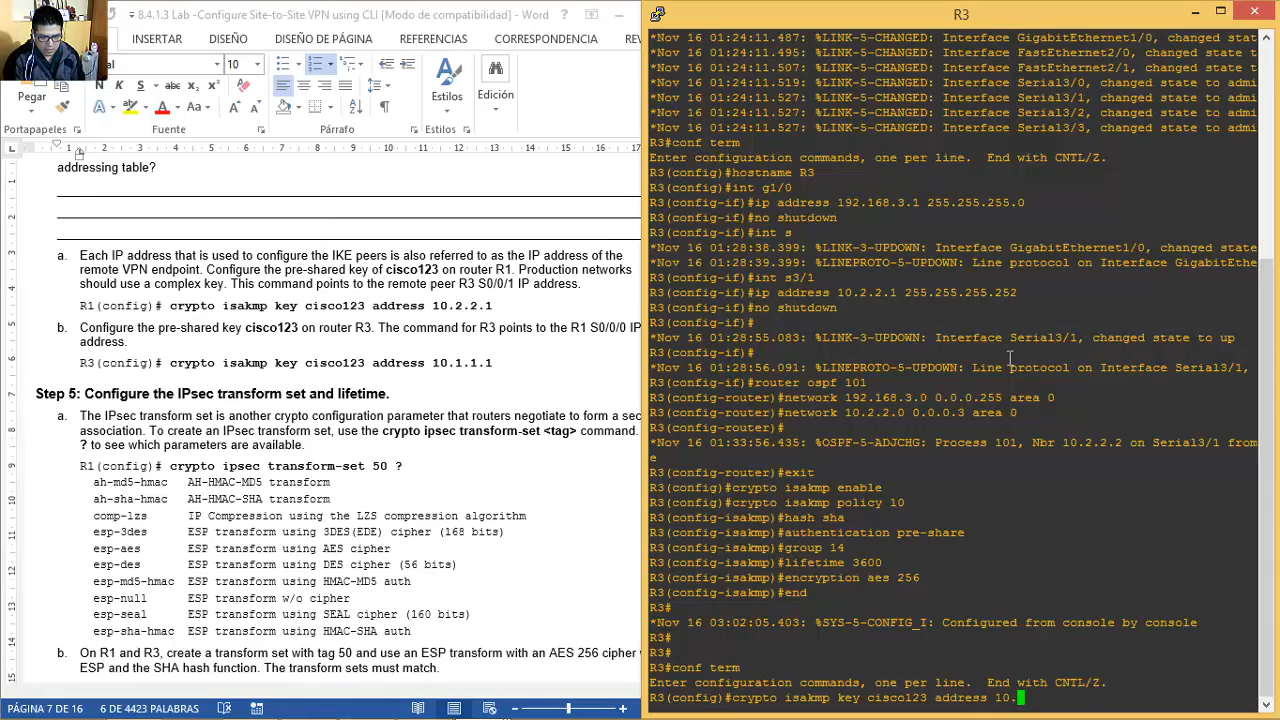 8.4.1.3 Lab -Configure Site-to-Site VPN using CLI [Modo de compatibilidad] - Word
INSERTAR DISEÑO DISEÑO DE PÁGINA REFERENCIAS CORRESPONDENCIA
10
Pegar
N K S abc x₂ x²
Estilos
Edición
Portapapeles Fuente Párrafo Estilos
addressing table?
a. Each IP address that is used to configure the IKE peers is also referred to as the IP address of the
remote VPN endpoint. Configure the pre-shared key of cisco123 on router R1. Production networks
should use a complex key. This command points to the remote peer R3 S0/0/1 IP address.
R1(config)# crypto isakmp key cisco123 address 10.2.2.1
b. Configure the pre-shared key cisco123 on router R3. The command for R3 points to the R1 S0/0/0 IP
address.
R3(config)# crypto isakmp key cisco123 address 10.1.1.1
Step 5: Configure the IPsec transform set and lifetime.
a. The IPsec transform set is another crypto configuration parameter that routers negotiate to form a sec
association. To create an IPsec transform set, use the crypto ipsec transform-set <tag> command.
? to see which parameters are available.
R1(config)# crypto ipsec transform-set 50 ?
ah-md5-hmac AH-HMAC-MD5 transform
ah-sha-hmac AH-HMAC-SHA transform
comp-lzs IP Compression using the LZS compression algorithm
esp-3des ESP transform using 3DES(EDE) cipher (168 bits)
esp-aes ESP transform using AES cipher
esp-des ESP transform using DES cipher (56 bits)
esp-md5-hmac ESP transform using HMAC-MD5 auth
esp-null ESP transform w/o cipher
esp-seal ESP transform using SEAL cipher (160 bits)
esp-sha-hmac ESP transform using HMAC-SHA auth
b. On R1 and R3, create a transform set with tag 50 and use an ESP transform with an AES 256 cipher
ESP and the SHA hash function. The transform sets must match.
PÁGINA 7 DE 16 6 DE 4423 PALABRAS
R3
*Nov 16 01:24:11.487: %LINK-5-CHANGED: Interface GigabitEthernet1/0, changed stat
*Nov 16 01:24:11.495: %LINK-5-CHANGED: Interface FastEthernet2/0, changed state t
*Nov 16 01:24:11.507: %LINK-5-CHANGED: Interface FastEthernet2/1, changed state t
*Nov 16 01:24:11.519: %LINK-5-CHANGED: Interface Serial3/0, changed state to admi
*Nov 16 01:24:11.527: %LINK-5-CHANGED: Interface Serial3/1, changed state to admi
*Nov 16 01:24:11.527: %LINK-5-CHANGED: Interface Serial3/2, changed state to admi
*Nov 16 01:24:11.527: %LINK-5-CHANGED: Interface Serial3/3, changed state to admi
R3#conf term
Enter configuration commands, one per line. End with CNTL/Z.
R3(config)#hostname R3
R3(config)#int g1/0
R3(config-if)#ip address 192.168.3.1 255.255.255.0
R3(config-if)#no shutdown
R3(config-if)#int s
*Nov 16 01:28:38.399: %LINK-3-UPDOWN: Interface GigabitEthernet1/0, changed state
*Nov 16 01:28:39.399: %LINEPROTO-5-UPDOWN: Line protocol on Interface GigabitEthe
R3(config-if)#int s3/1
R3(config-if)#ip address 10.2.2.1 255.255.255.252
R3(config-if)#no shutdown
R3(config-if)#
*Nov 16 01:28:55.083: %LINK-3-UPDOWN: Interface Serial3/1, changed state to up
R3(config-if)#
*Nov 16 01:28:56.091: %LINEPROTO-5-UPDOWN: Line protocol on Interface Serial3/1,
R3(config-if)#router ospf 101
R3(config-router)#network 192.168.3.0 0.0.0.255 area 0
R3(config-router)#network 10.2.2.0 0.0.0.3 area 0
R3(config-router)#
*Nov 16 01:33:56.435: %OSPF-5-ADJCHG: Process 101, Nbr 10.2.2.2 on Serial3/1 from
e
R3(config-router)#exit
R3(config)#crypto isakmp enable
R3(config)#crypto isakmp policy 10
R3(config-isakmp)#hash sha
R3(config-isakmp)#authentication pre-share
R3(config-isakmp)#group 14
R3(config-isakmp)#lifetime 3600
R3(config-isakmp)#encryption aes 256
R3(config-isakmp)#end
R3#
*Nov 16 03:02:05.403: %SYS-5-CONFIG_I: Configured from console by console
R3#
R3#
R3#conf term
Enter configuration commands, one per line. End with CNTL/Z.
R3(config)#crypto isakmp key cisco123 address 10.